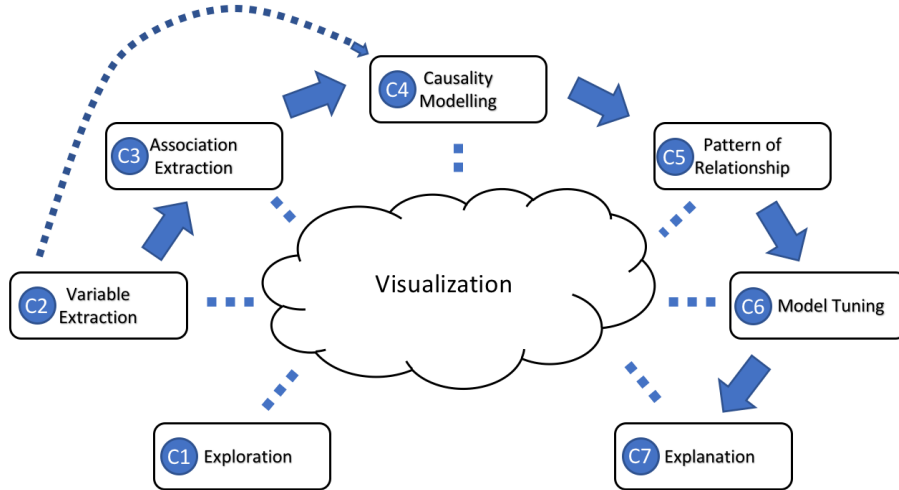 C4
Causality
Modelling
C3
Association
Extraction
C5
Pattern of
Relationship
C2
Variable
Extraction
Visualization
C6
Model Tuning
C1
Exploration
C7
Explanation